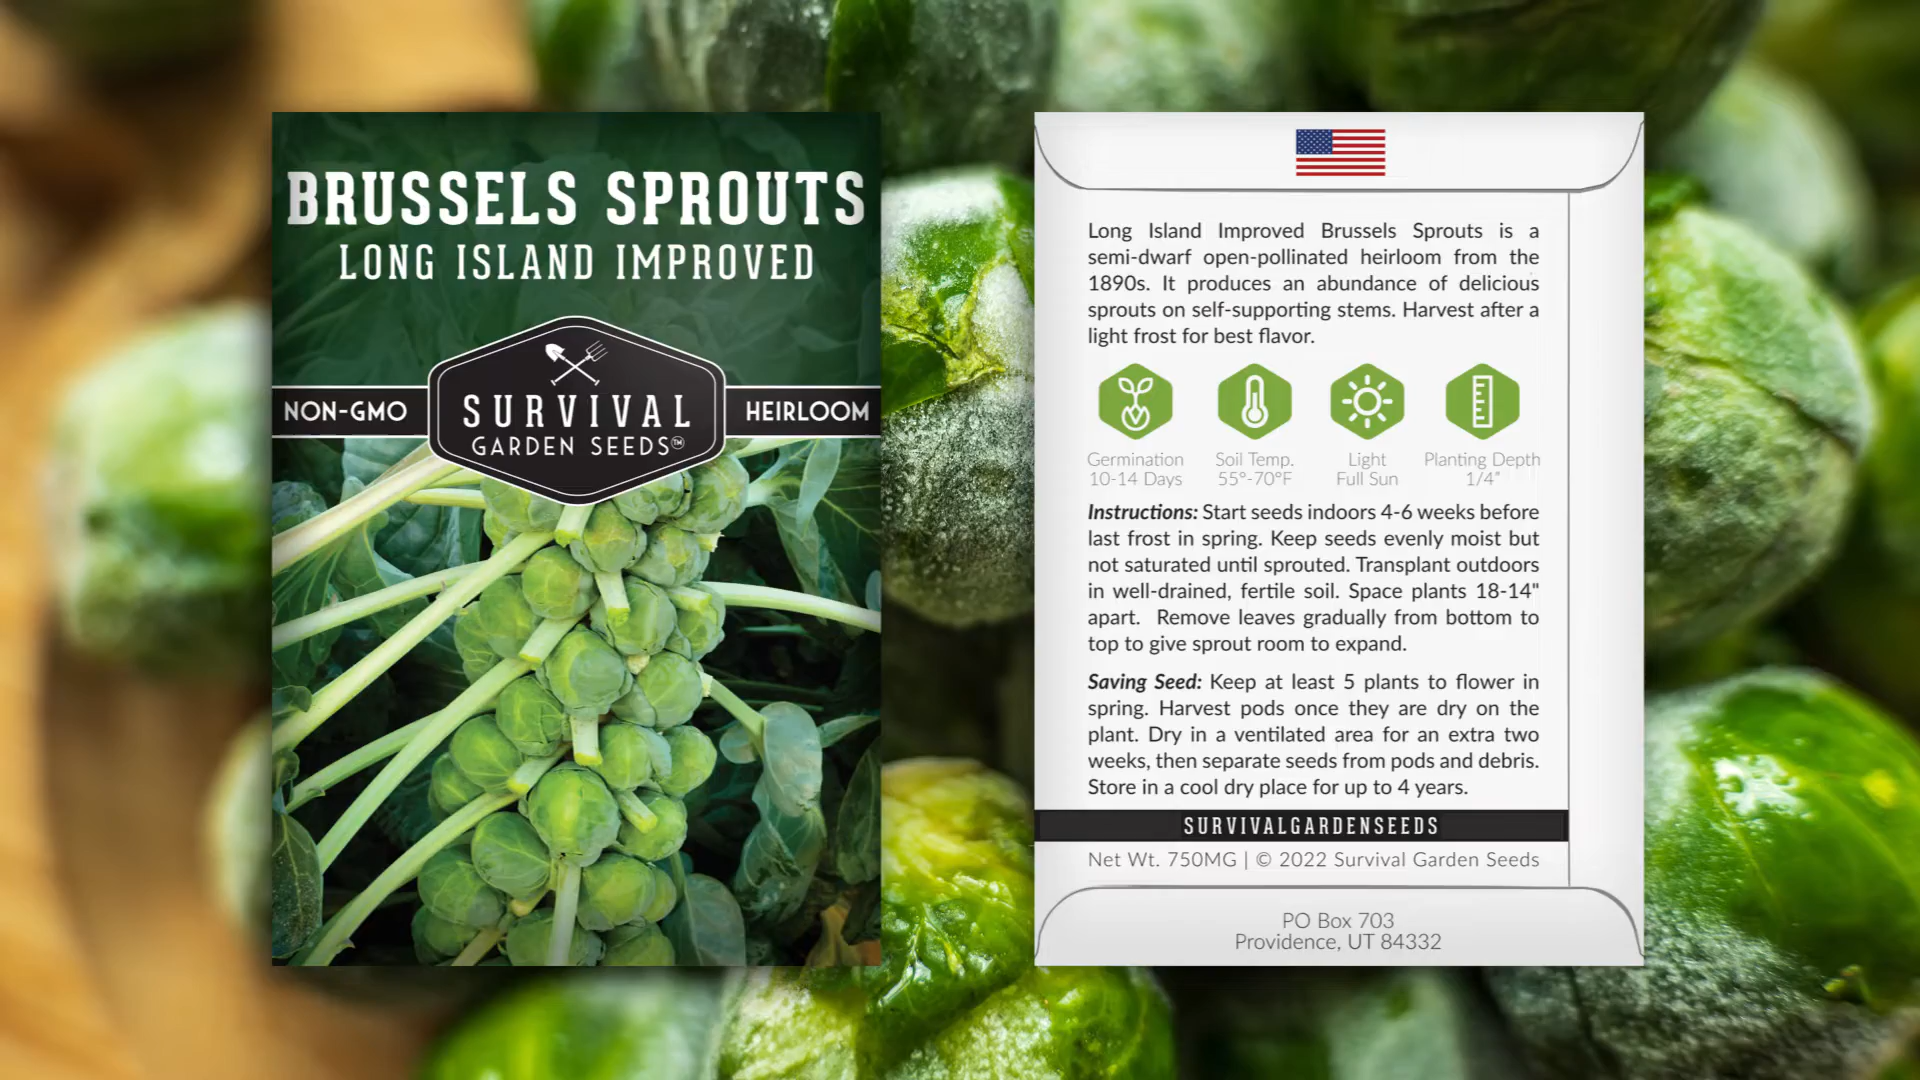 BRUSSELS SPROUTS
LONG ISLAND IMPROVED
NON-GMO
SURVIVAL
GARDEN SEEDS™
HEIRLOOM
Long Island Improved Brussels Sprouts is a
semi-dwarf open-pollinated heirloom from the
1890s. It produces an abundance of delicious
sprouts on self-supporting stems. Harvest after a
light frost for best flavor.
Germination
10-14 Days
Soil Temp.
55°-70°F
Light
Full Sun
Planting Depth
1/4"
Instructions: Start seeds indoors 4-6 weeks before
last frost in spring. Keep seeds evenly moist but
not saturated until sprouted. Transplant outdoors
in well-drained, fertile soil. Space plants 18-14"
apart.  Remove leaves gradually from bottom to
top to give sprout room to expand.
Saving Seed: Keep at least 5 plants to flower in
spring. Harvest pods once they are dry on the
plant. Dry in a ventilated area for an extra two
weeks, then separate seeds from pods and debris.
Store in a cool dry place for up to 4 years.
SURVIVALGARDENSEEDS
Net Wt. 750MG | © 2022 Survival Garden Seeds
PO Box 703
Providence, UT 84332